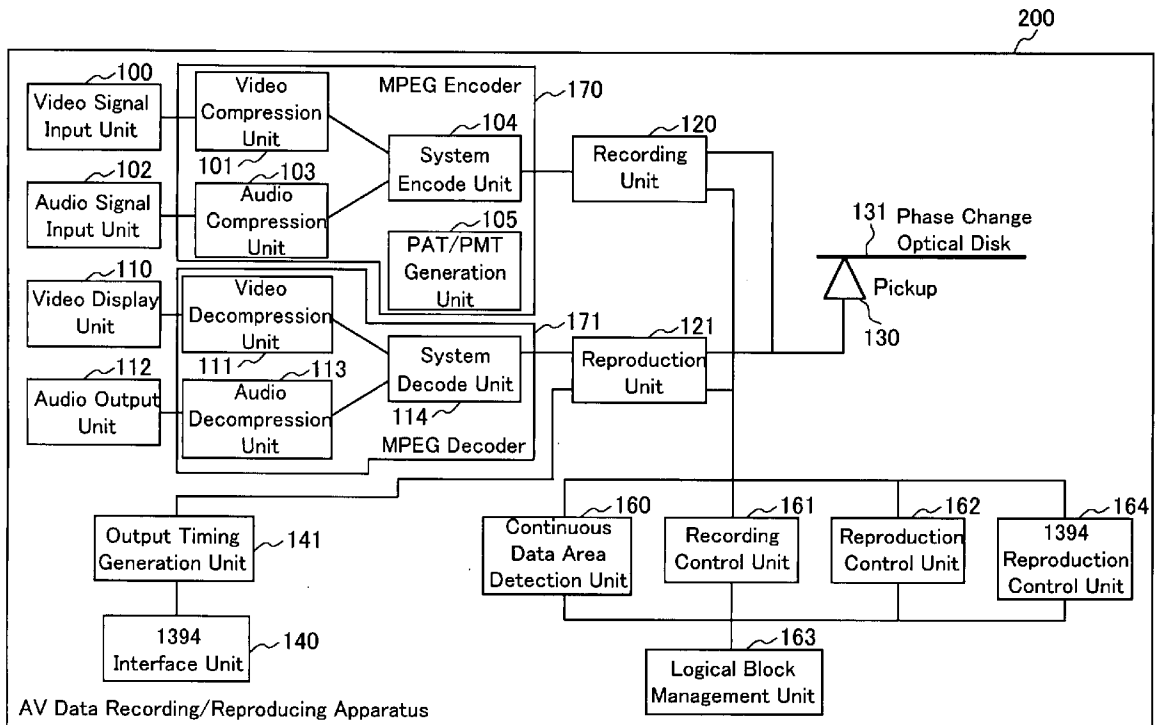 200
100
Video Signal
Input Unit
Video
Compression
Unit
101
MPEG Encoder
170
104
System
Encode Unit
120
Recording
Unit
102
Audio Signal
Input Unit
103
Audio
Compression
Unit
105
PAT/PMT
Generation
Unit
131
Phase Change
Optical Disk
Pickup
130
110
Video Display
Unit
Video
Decompression
Unit
111
171
System
Decode Unit
114
121
Reproduction
Unit
112
Audio Output
Unit
113
Audio
Decompression
Unit
MPEG Decoder
Output Timing
Generation Unit
141
1394
Interface Unit
140
160
Continuous
Data Area
Detection Unit
161
Recording
Control Unit
162
Reproduction
Control Unit
164
1394
Reproduction
Control Unit
163
Logical Block
Management Unit
AV Data Recording/Reproducing Apparatus